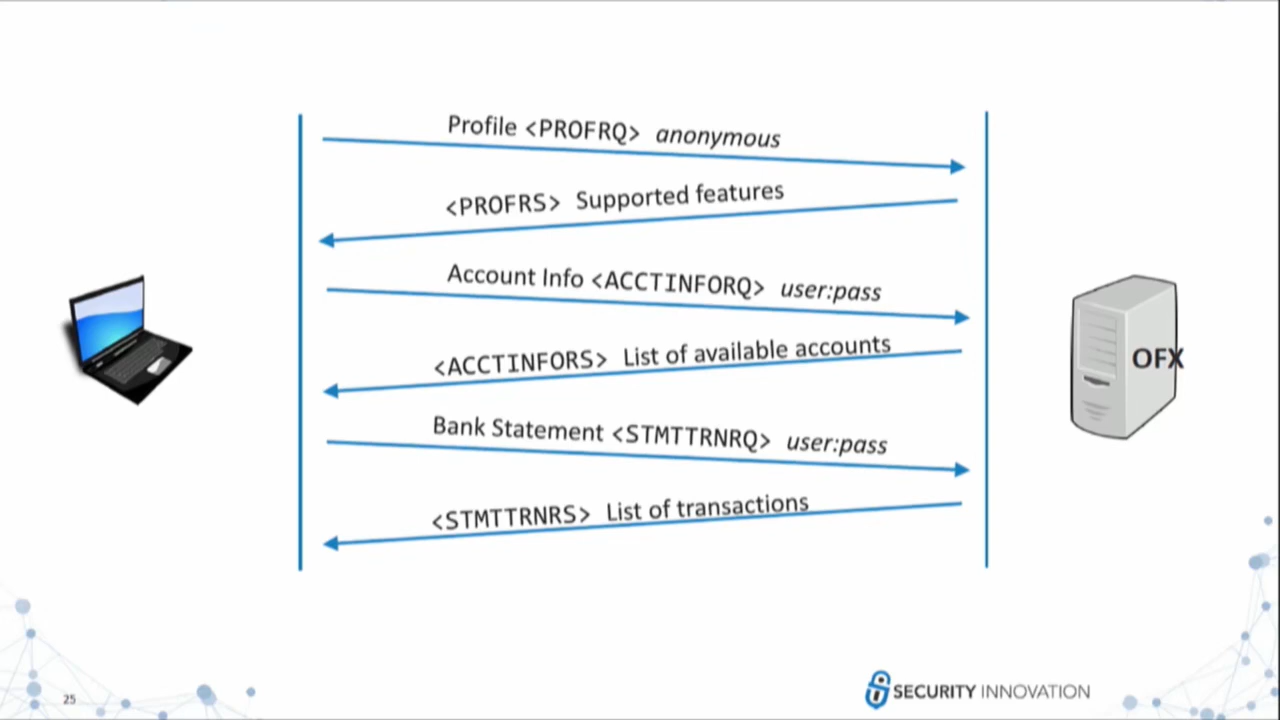 Profile <PROFRQ> anonymous
<PROFRS> Supported features
Account Info <ACCTINFORQ> user:pass
<ACCTINFORS> List of available accounts
OFX
Bank Statement <STMTTRNRQ> user:pass
<STMTTRNRS> List of transactions
25
SECURITY INNOVATION